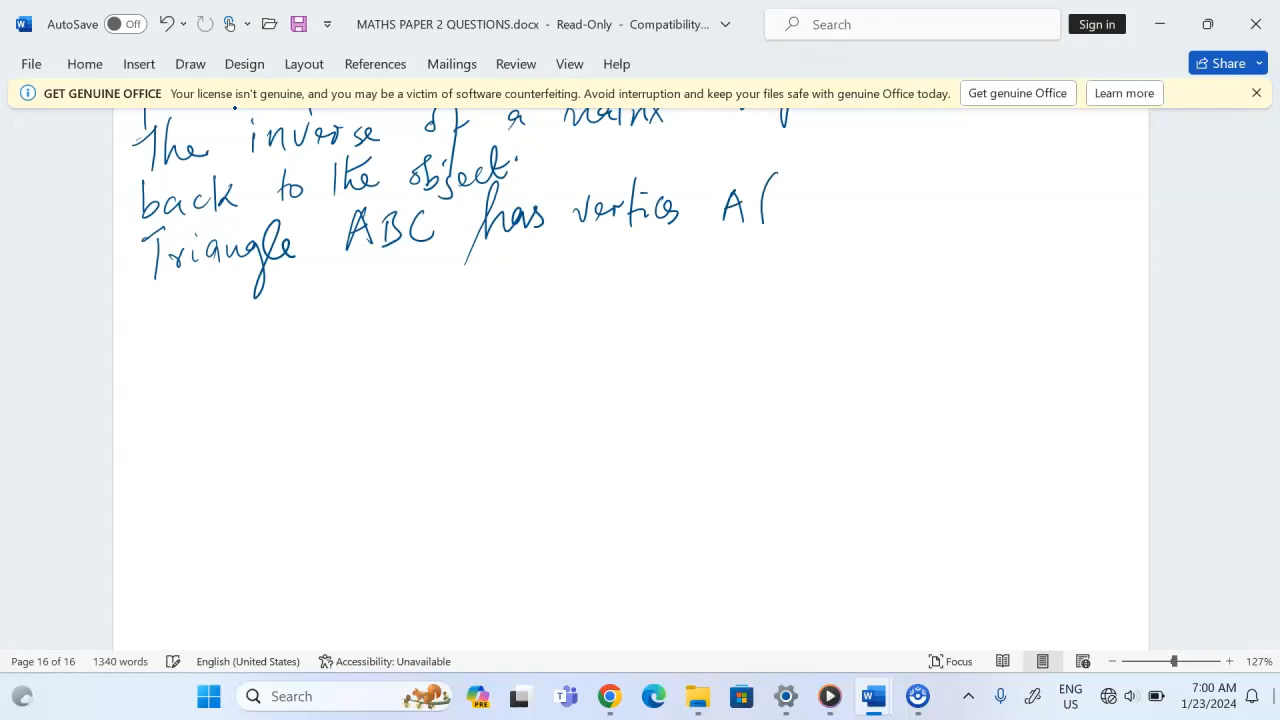 AutoSave Off MATHS PAPER 2 QUESTIONS.docx - Read-Only - Compatibility... Search Sign in
File Home Insert Draw Design Layout References Mailings Review View Help Share
GET GENUINE OFFICE Your license isn't genuine, and you may be a victim of software counterfeiting. Avoid interruption and keep your files safe with genuine Office today. Get genuine Office Learn more
The inverse of a matrix
back to the object.
Triangle ABC has vertices A(
Page 16 of 16 1340 words English (United States) Accessibility: Unavailable Focus 127%
Search PRE ENG US 7:00 AM 1/23/2024